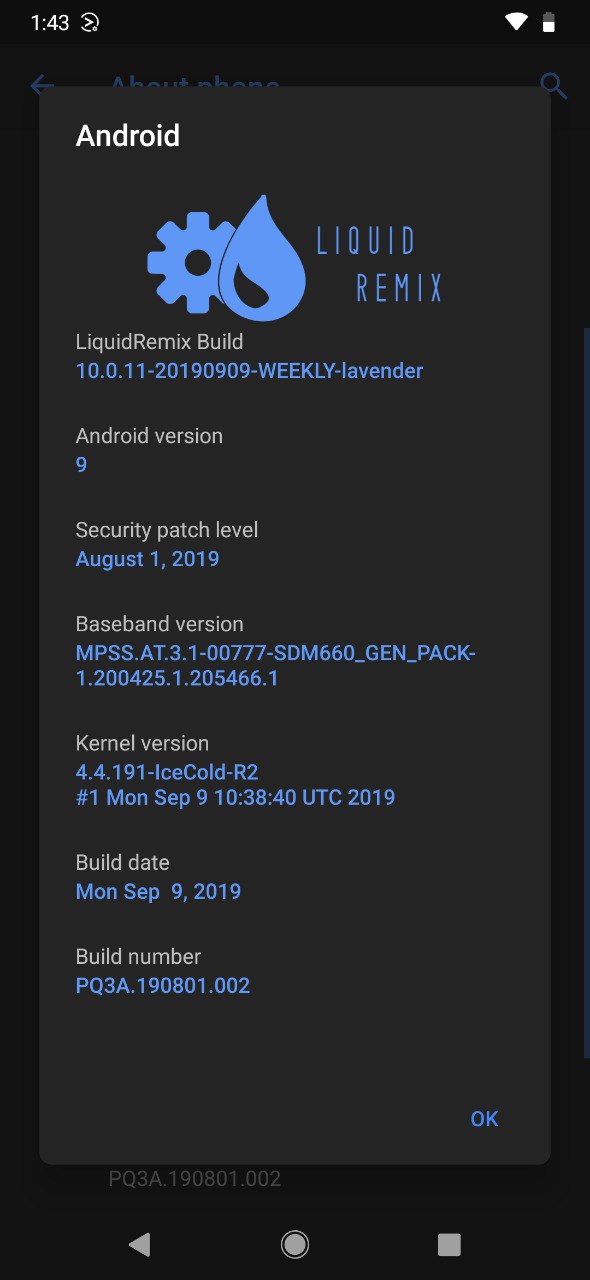 1:43
About phone
Android
LIQUID
REMIX
LiquidRemix Build
10.0.11-20190909-WEEKLY-lavender
Android version
9
Security patch level
August 1, 2019
Baseband version
MPSS.AT.3.1-00777-SDM660_GEN_PACK-
1.200425.1.205466.1
Kernel version
4.4.191-IceCold-R2
#1 Mon Sep 9 10:38:40 UTC 2019
Build date
Mon Sep  9, 2019
Build number
PQ3A.190801.002
OK
PQ3A.190801.002